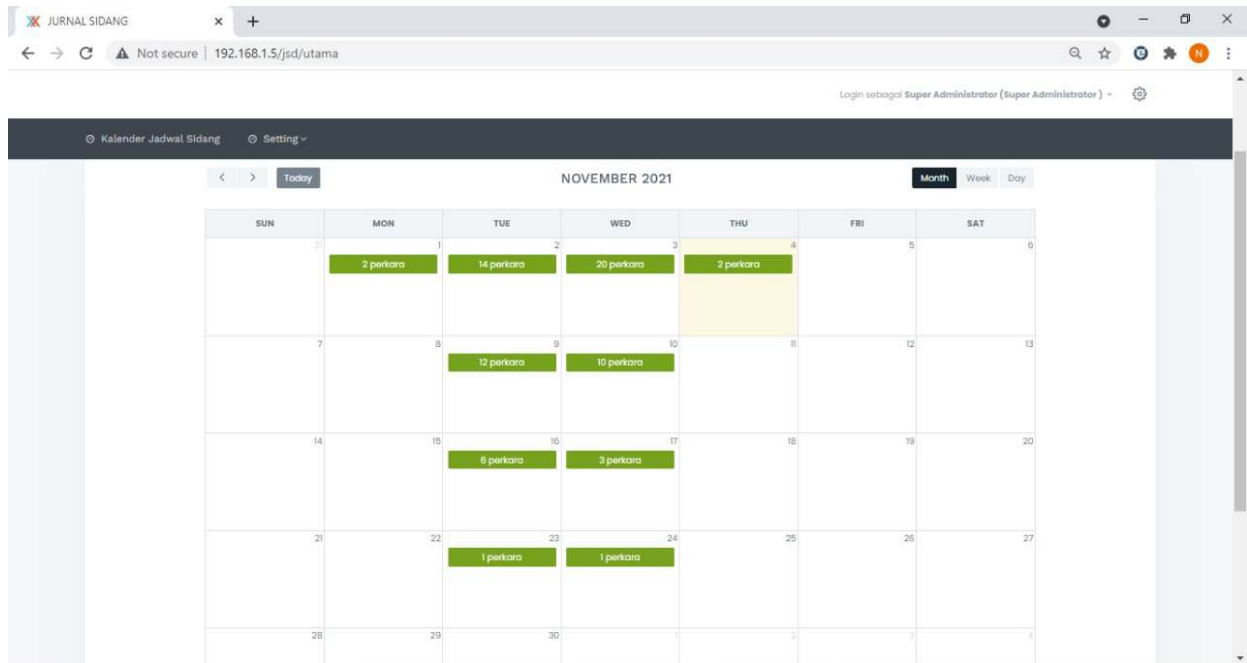 JURNAL SIDANG
Not secure | 192.168.1.5/jsd/utama
N
Login sebagai Super Administrator (Super Administrator )
Kalender Jadwal Sidang Setting
Today NOVEMBER 2021 Month Week Day
SUN MON TUE WED THU FRI SAT
31 1 2 3 4 5 6
2 perkara 14 perkara 20 perkara 2 perkara
7 8 9 10 11 12 13
12 perkara 10 perkara
14 15 16 17 18 19 20
6 perkara 3 perkara
21 22 23 24 25 26 27
1 perkara 1 perkara
28 29 30 1 2 3 4